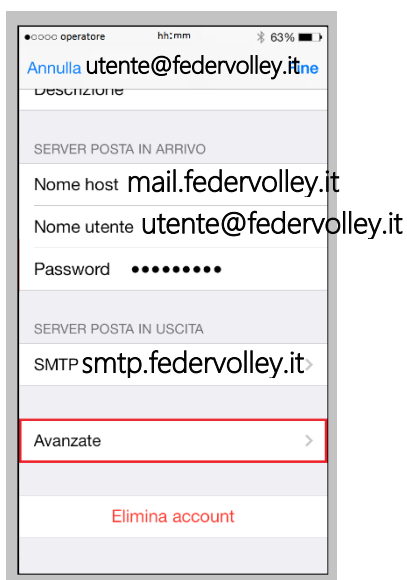 operatore hh:mm 63%
Annulla utente@federvolley.it Fine
Descrizione
SERVER POSTA IN ARRIVO
Nome host mail.federvolley.it
Nome utente utente@federvolley.it
Password •••••••••
SERVER POSTA IN USCITA
SMTP smtp.federvolley.it
Avanzate
Elimina account